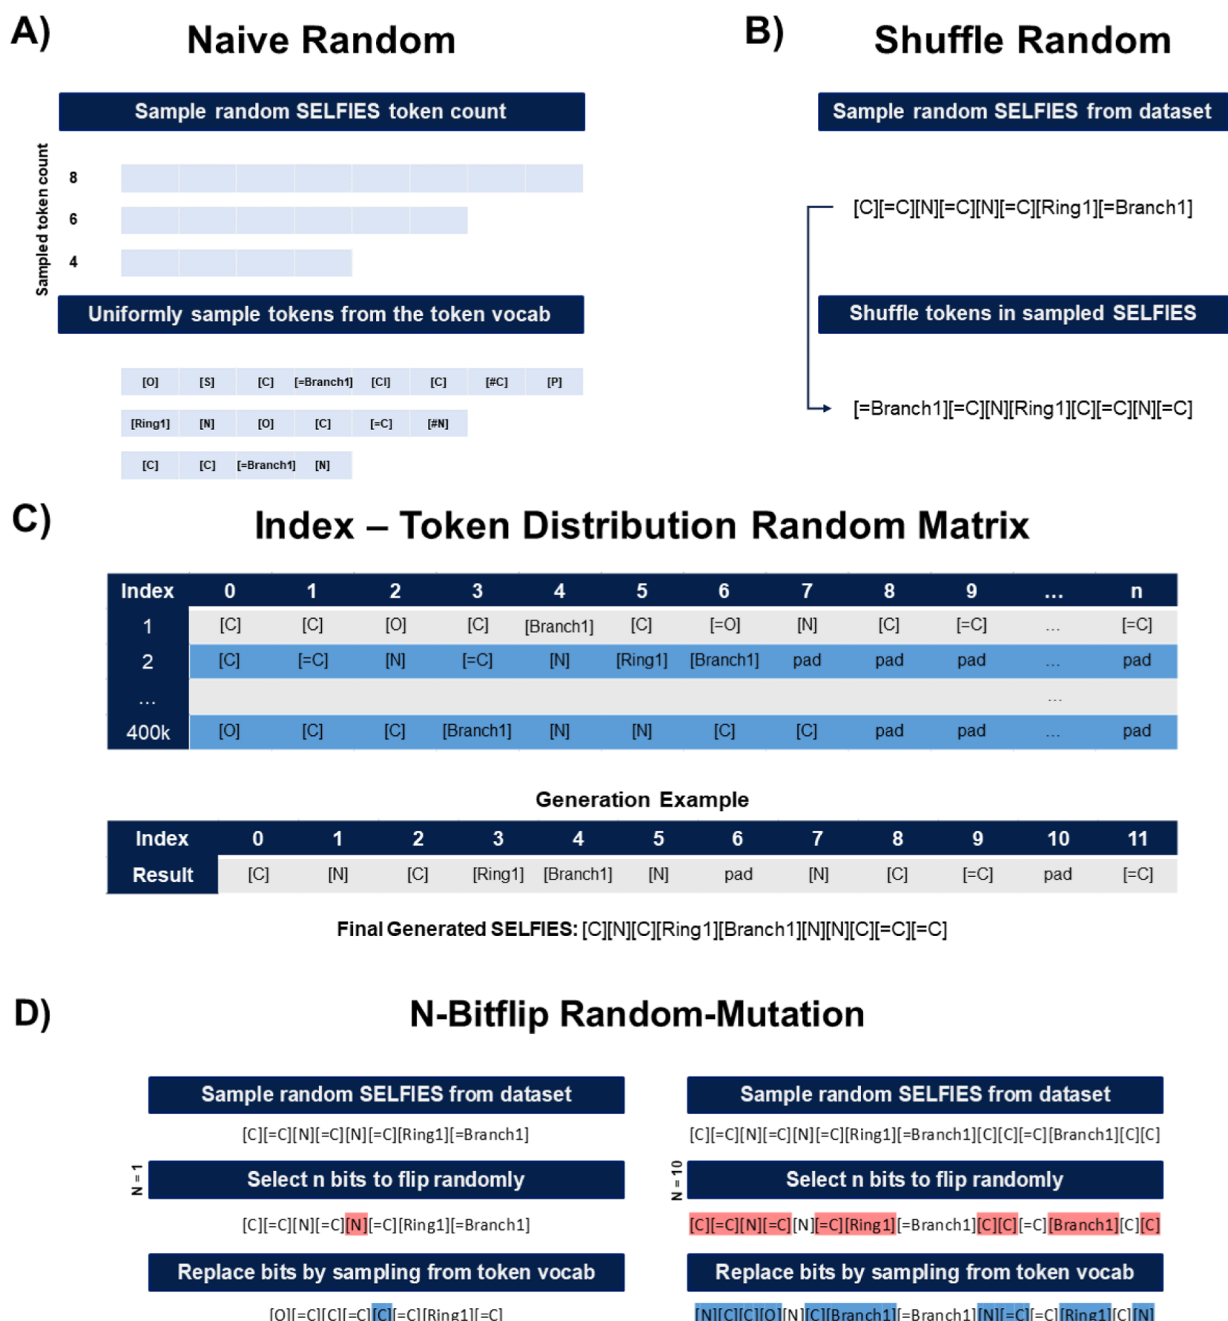 A)
Naive Random
Sample random SELFIES token count
Sampled token count
8
6
4
Uniformly sample tokens from the token vocab
[O] [S] [C] [=Branch1] [Cl] [C] [#C] [P]
[Ring1] [N] [O] [C] [=C] [#N]
[C] [C] [=Branch1] [N]
B)
Shuffle Random
Sample random SELFIES from dataset
[C][=C][N][=C][N][=C][Ring1][=Branch1]
Shuffle tokens in sampled SELFIES
[=Branch1][=C][N][Ring1][C][=C][N][=C]
C)
Index – Token Distribution Random Matrix
Index 0 1 2 3 4 5 6 7 8 9 ... n
1 [C] [C] [O] [C] [Branch1] [C] [=O] [N] [C] [=C] ... [=C]
2 [C] [=C] [N] [=C] [N] [Ring1] [Branch1] pad pad pad ... pad
... ...
400k [O] [C] [C] [Branch1] [N] [N] [C] [C] pad pad ... pad
Generation Example
Index 0 1 2 3 4 5 6 7 8 9 10 11
Result [C] [N] [C] [Ring1] [Branch1] [N] pad [N] [C] [=C] pad [=C]
Final Generated SELFIES: [C][N][C][Ring1][Branch1][N][N][C][=C][=C]
D)
N-Bitflip Random-Mutation
Sample random SELFIES from dataset
[C][=C][N][=C][N][=C][Ring1][=Branch1]
N = 1
Select n bits to flip randomly
[C][=C][N][=C][N][=C][Ring1][=Branch1]
Replace bits by sampling from token vocab
[O][=C][C][=C][C][=C][Ring1][=C]
Sample random SELFIES from dataset
[C][=C][N][=C][N][=C][Ring1][=Branch1][C][C][=C][Branch1][C][C]
N = 10
Select n bits to flip randomly
[C][=C][N][=C][N][=C][Ring1][=Branch1][C][C][=C][Branch1][C][C]
Replace bits by sampling from token vocab
[N][C][C][O][N][C][Branch1][=Branch1][N][=C][=C][Ring1][C][N]